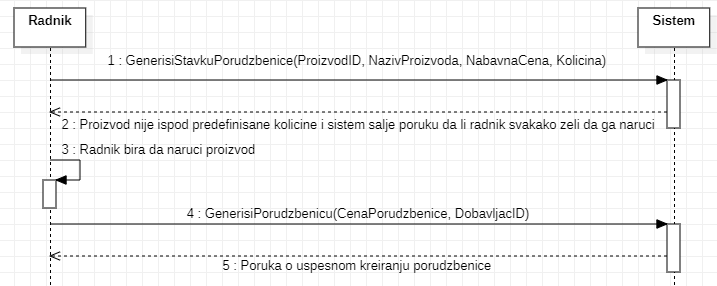 Radnik
Sistem
1 : GenerisiStavkuPorudzbenice(ProizvodID, NazivProizvoda, NabavnaCena, Kolicina)
2 : Proizvod nije ispod predefinisane kolicine i sistem salje poruku da li radnik svakako zeli da ga naruci
3 : Radnik bira da naruci proizvod
4 : GenerisiPorudzbenicu(CenaPorudzbenice, DobavljacID)
5 : Poruka o uspesnom kreiranju porudzbenice